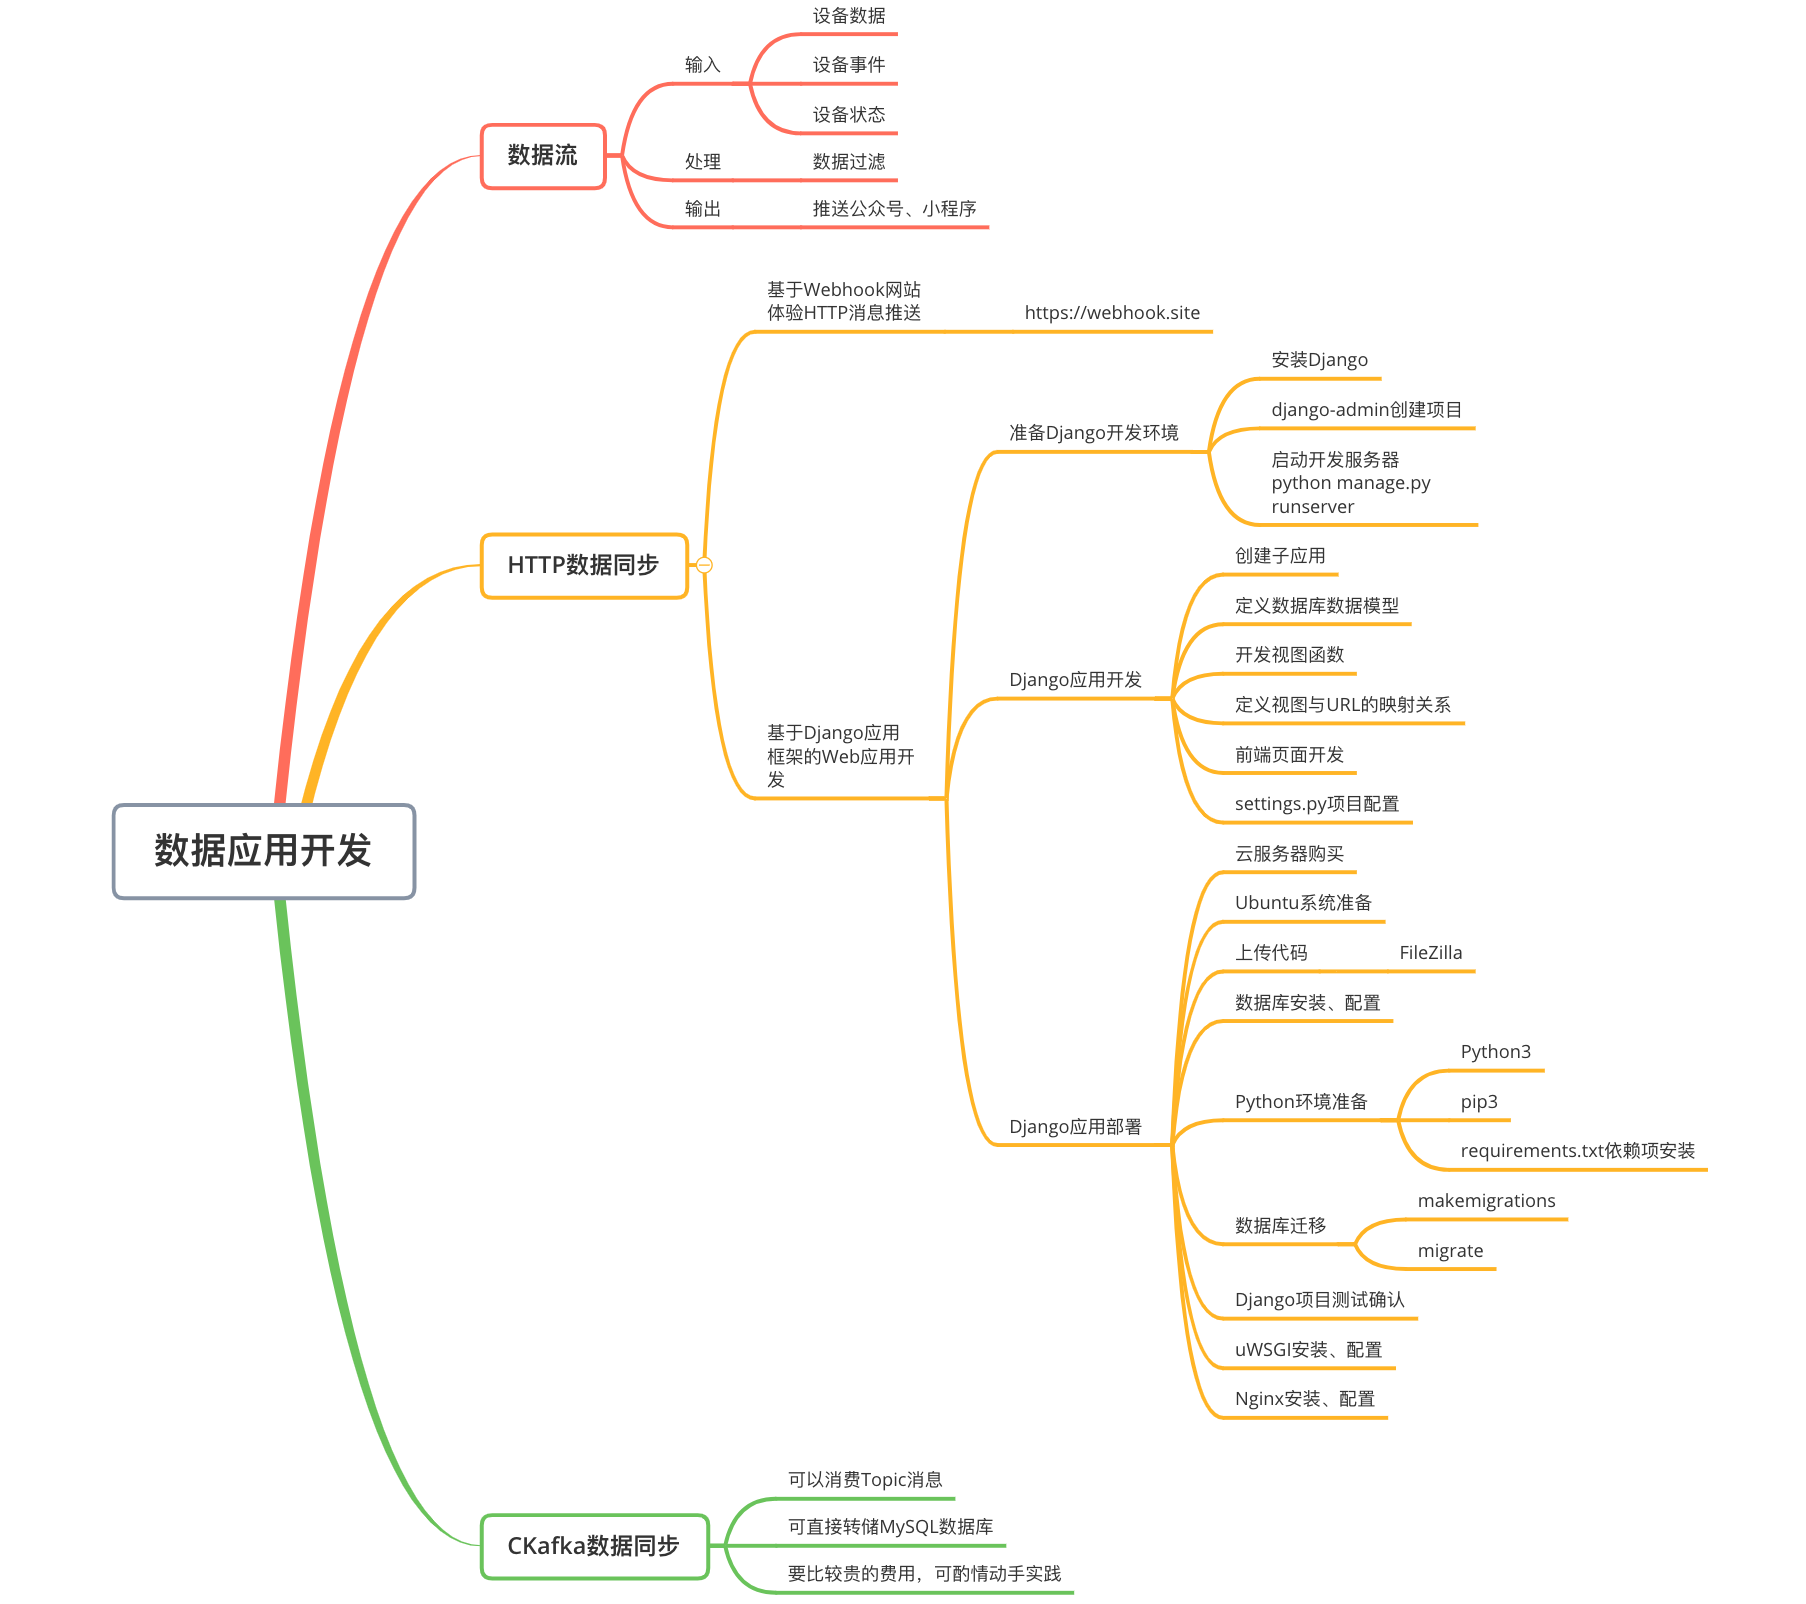 数据应用开发
数据流
输入
设备数据
设备事件
设备状态
处理
数据过滤
输出
推送公众号、小程序
HTTP数据同步
基于Webhook网站
体验HTTP消息推送
https://webhook.site
基于Django应用
框架的Web应用开
发
准备Django开发环境
安装Django
django-admin创建项目
启动开发服务器
python manage.py
runserver
Django应用开发
创建子应用
定义数据库数据模型
开发视图函数
定义视图与URL的映射关系
前端页面开发
settings.py项目配置
Django应用部署
云服务器购买
Ubuntu系统准备
上传代码
FileZilla
数据库安装、配置
Python环境准备
Python3
pip3
requirements.txt依赖项安装
数据库迁移
makemigrations
migrate
Django项目测试确认
uWSGI安装、配置
Nginx安装、配置
CKafka数据同步
可以消费Topic消息
可直接转储MySQL数据库
要比较贵的费用，可酌情动手实践